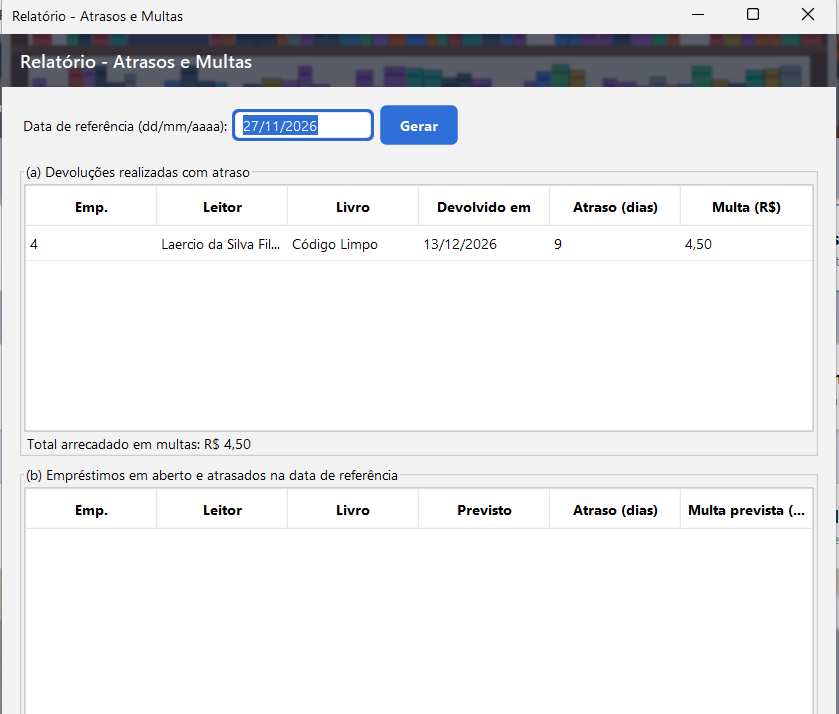 Relatório - Atrasos e Multas
Relatório - Atrasos e Multas
Data de referência (dd/mm/aaaa): 27/11/2026 Gerar
(a) Devoluções realizadas com atraso
Emp. Leitor Livro Devolvido em Atraso (dias) Multa (R$)
4 Laercio da Silva Fil... Código Limpo 13/12/2026 9 4,50
Total arrecadado em multas: R$ 4,50
(b) Empréstimos em aberto e atrasados na data de referência
Emp. Leitor Livro Previsto Atraso (dias) Multa prevista (...